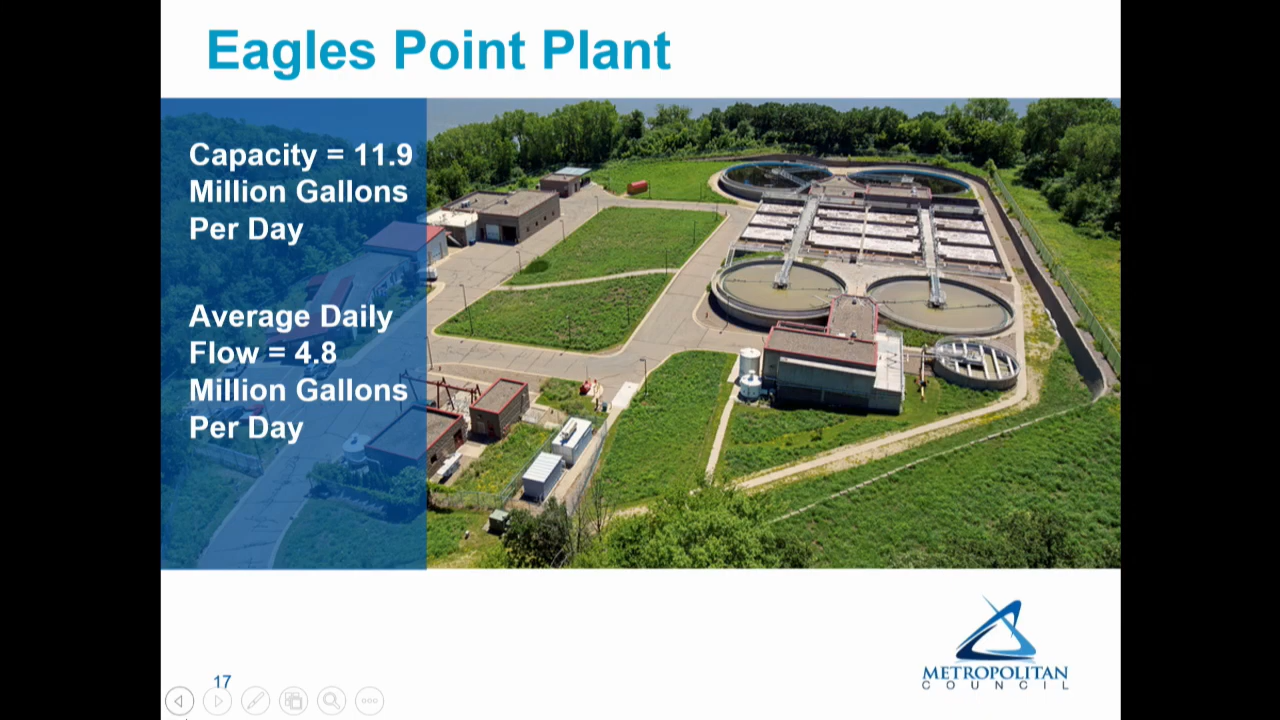 Eagles Point Plant
Capacity = 11.9
Million Gallons
Per Day
Average Daily
Flow = 4.8
Million Gallons
Per Day
17
METROPOLITAN
COUNCIL